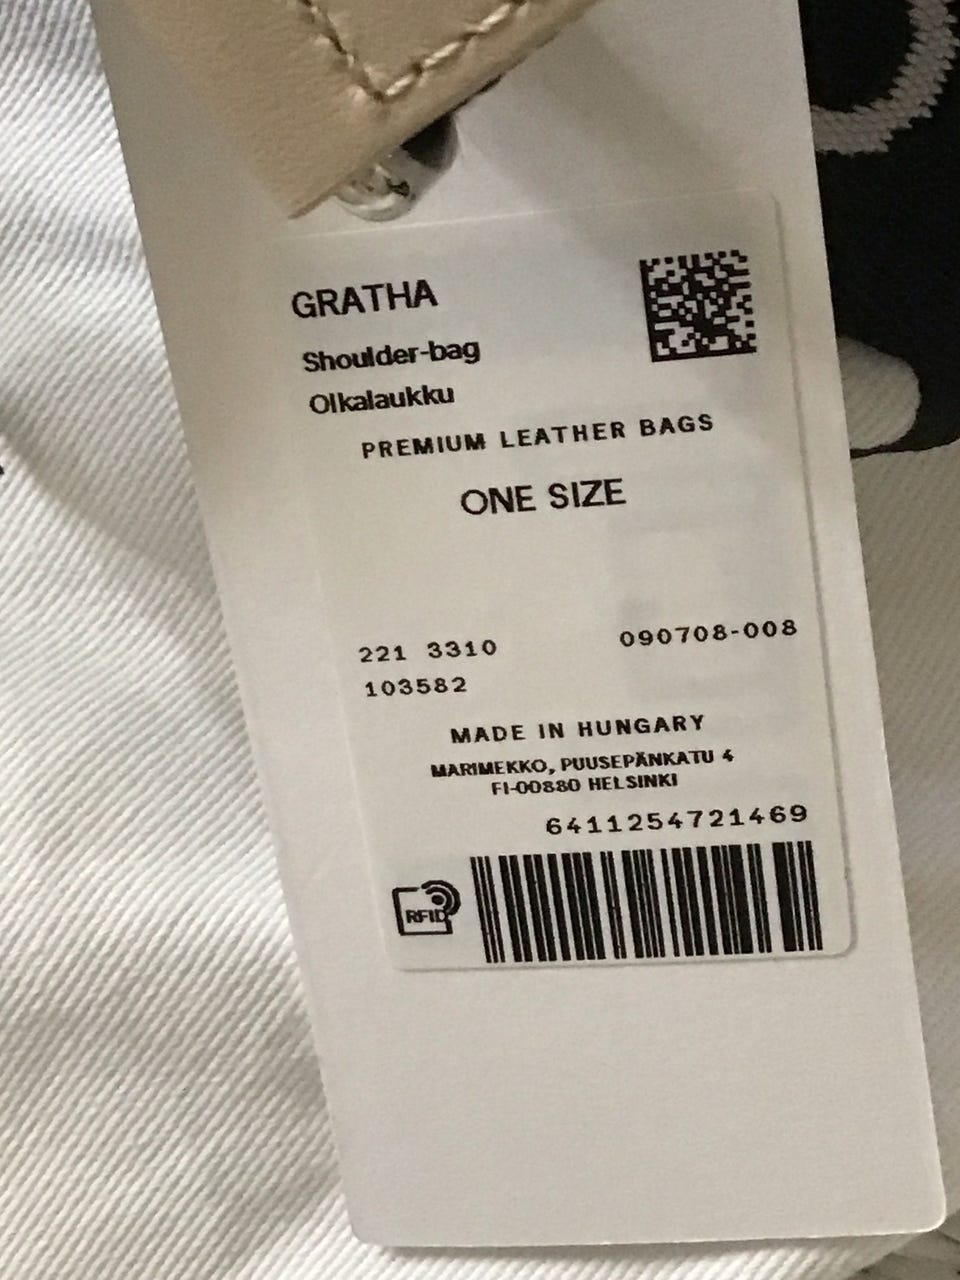 GRATHA
Shoulder-bag
Olkalaukku
PREMIUM LEATHER BAGS
ONE SIZE
221 3310
090708-008
103582
MADE IN HUNGARY
MARIMEKKO, PUUSEPÄNKATU 4
FI-00880 HELSINKI
6411254721469
RFID